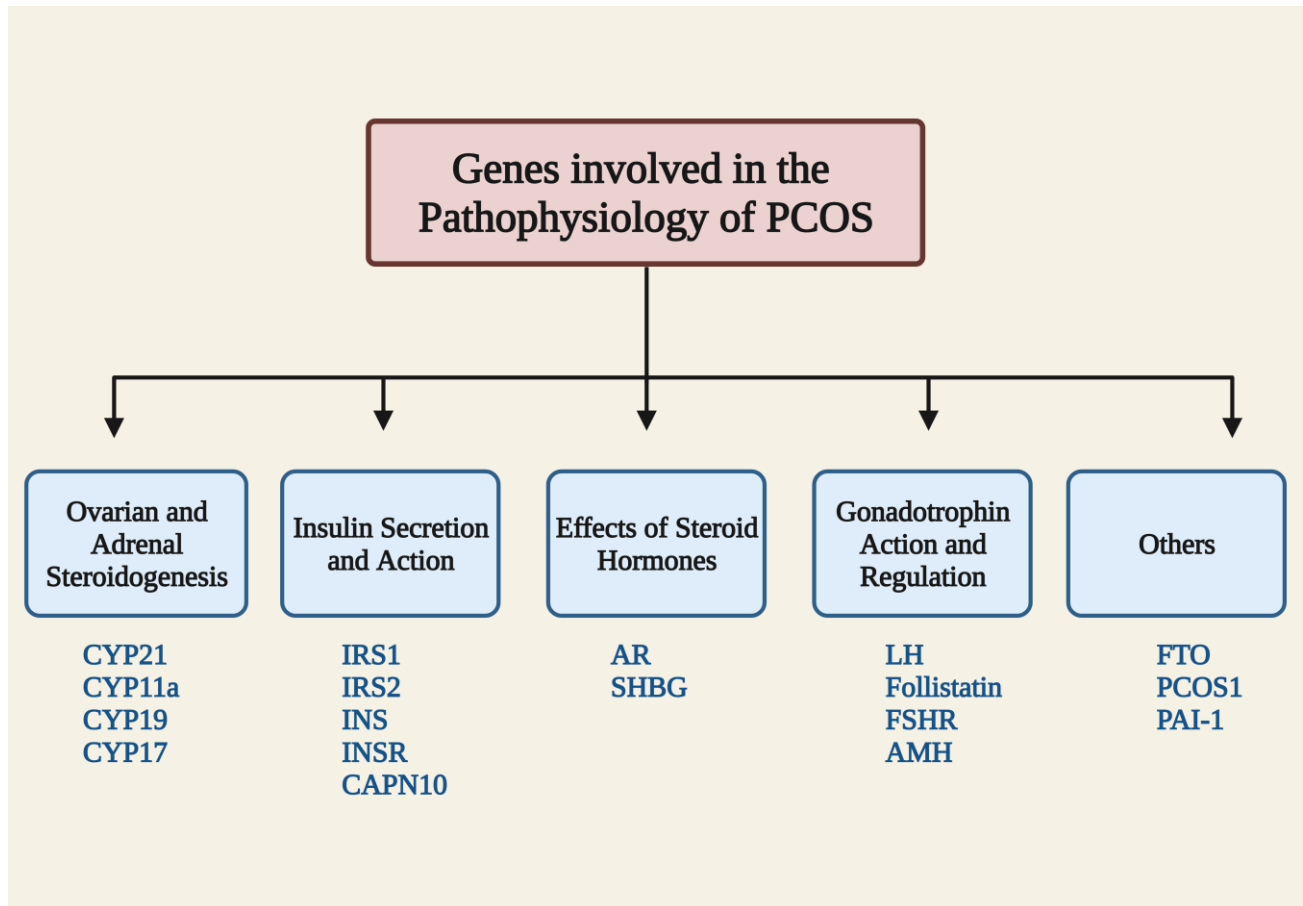 Genes involved in the
Pathophysiology of PCOS
Ovarian and
Adrenal
Steroidogenesis
CYP21
CYP11a
CYP19
CYP17
Insulin Secretion
and Action
IRS1
IRS2
INS
INSR
CAPN10
Effects of Steroid
Hormones
AR
SHBG
Gonadotrophin
Action and
Regulation
LH
Follistatin
FSHR
AMH
Others
FTO
PCOS1
PAI-1